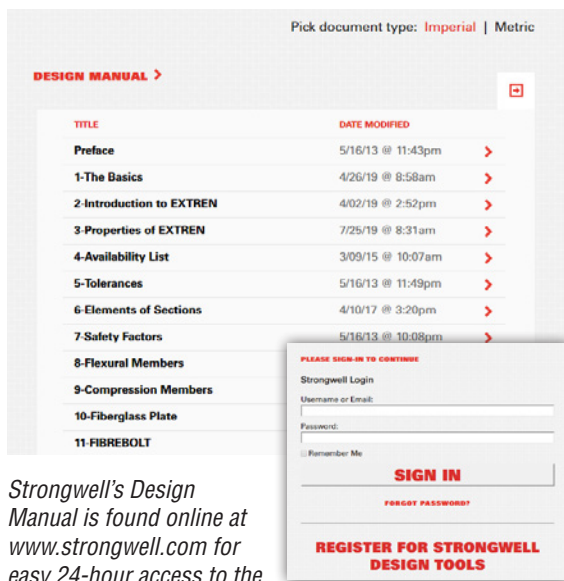 Pick document type: Imperial | Metric
DESIGN MANUAL >
TITLE DATE MODIFIED
Preface 5/16/13 @ 11:43pm
1-The Basics 4/26/19 @ 8:58am
2-Introduction to EXTREN 4/02/19 @ 2:52pm
3-Properties of EXTREN 7/25/19 @ 8:31am
4-Availability List 3/09/15 @ 10:07am
5-Tolerances 5/16/13 @ 11:49pm
6-Elements of Sections 4/10/17 @ 3:20pm
7-Safety Factors 5/16/13 @ 10:08pm
8-Flexural Members
9-Compression Members
10-Fiberglass Plate
11-FIBREBOLT
PLEASE SIGN-IN TO CONTINUE
Strongwell Login
Username or Email:
Password:
Remember Me
SIGN IN
FORGOT PASSWORD?
REGISTER FOR STRONGWELL
DESIGN TOOLS
Strongwell's Design
Manual is found online at
www.strongwell.com for
easy 24-hour access to the